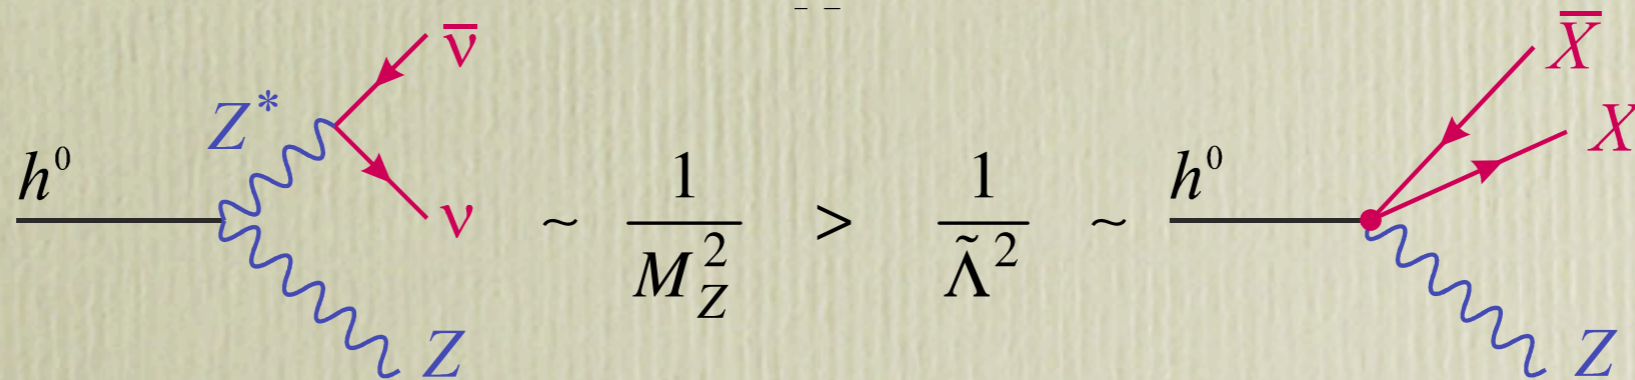 h⁰ Z* ν̄ ν Z ~ 1/M_Z² > 1/Λ̃² ~ h⁰ X̄ X Z